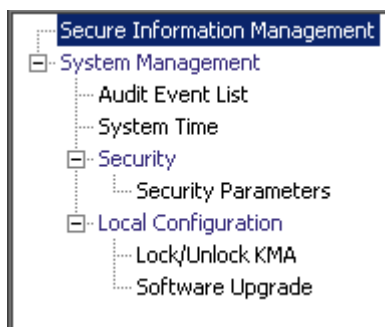 Secure Information Management
System Management
Audit Event List
System Time
Security
Security Parameters
Local Configuration
Lock/Unlock KMA
Software Upgrade